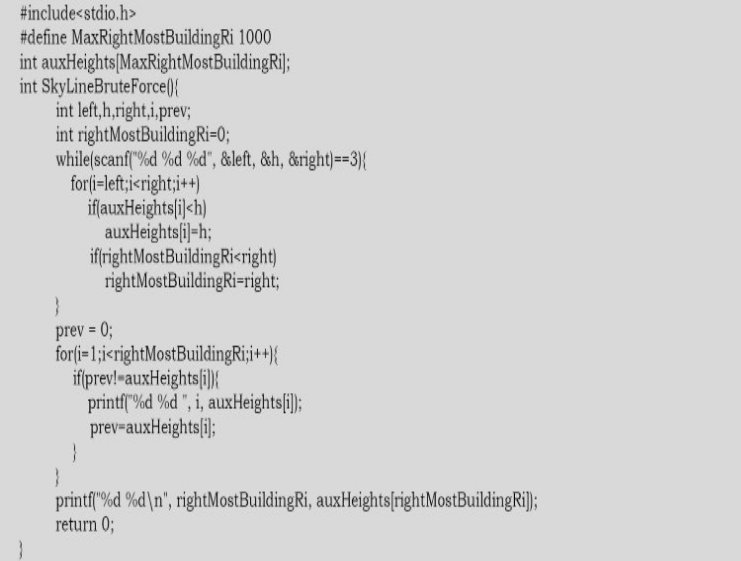 #include<stdio.h>
#define MaxRightMostBuildingRi 1000
int auxHeights[MaxRightMostBuildingRi];
int SkyLineBruteForce(){
int left,h,right,i,prev;
int rightMostBuildingRi=0;
while(scanf("%d %d %d", &left, &h, &right)==3){
for(i=left;i<right;i++)
if(auxHeights[i]<h)
auxHeights[i]=h;
if(rightMostBuildingRi<right)
rightMostBuildingRi=right;
}
prev = 0;
for(i=1;i<rightMostBuildingRi;i++){
if(prev!=auxHeights[i]){
printf("%d %d ", i, auxHeights[i]);
prev=auxHeights[i];
}
}
printf("%d %d\n", rightMostBuildingRi, auxHeights[rightMostBuildingRi]);
return 0;
}